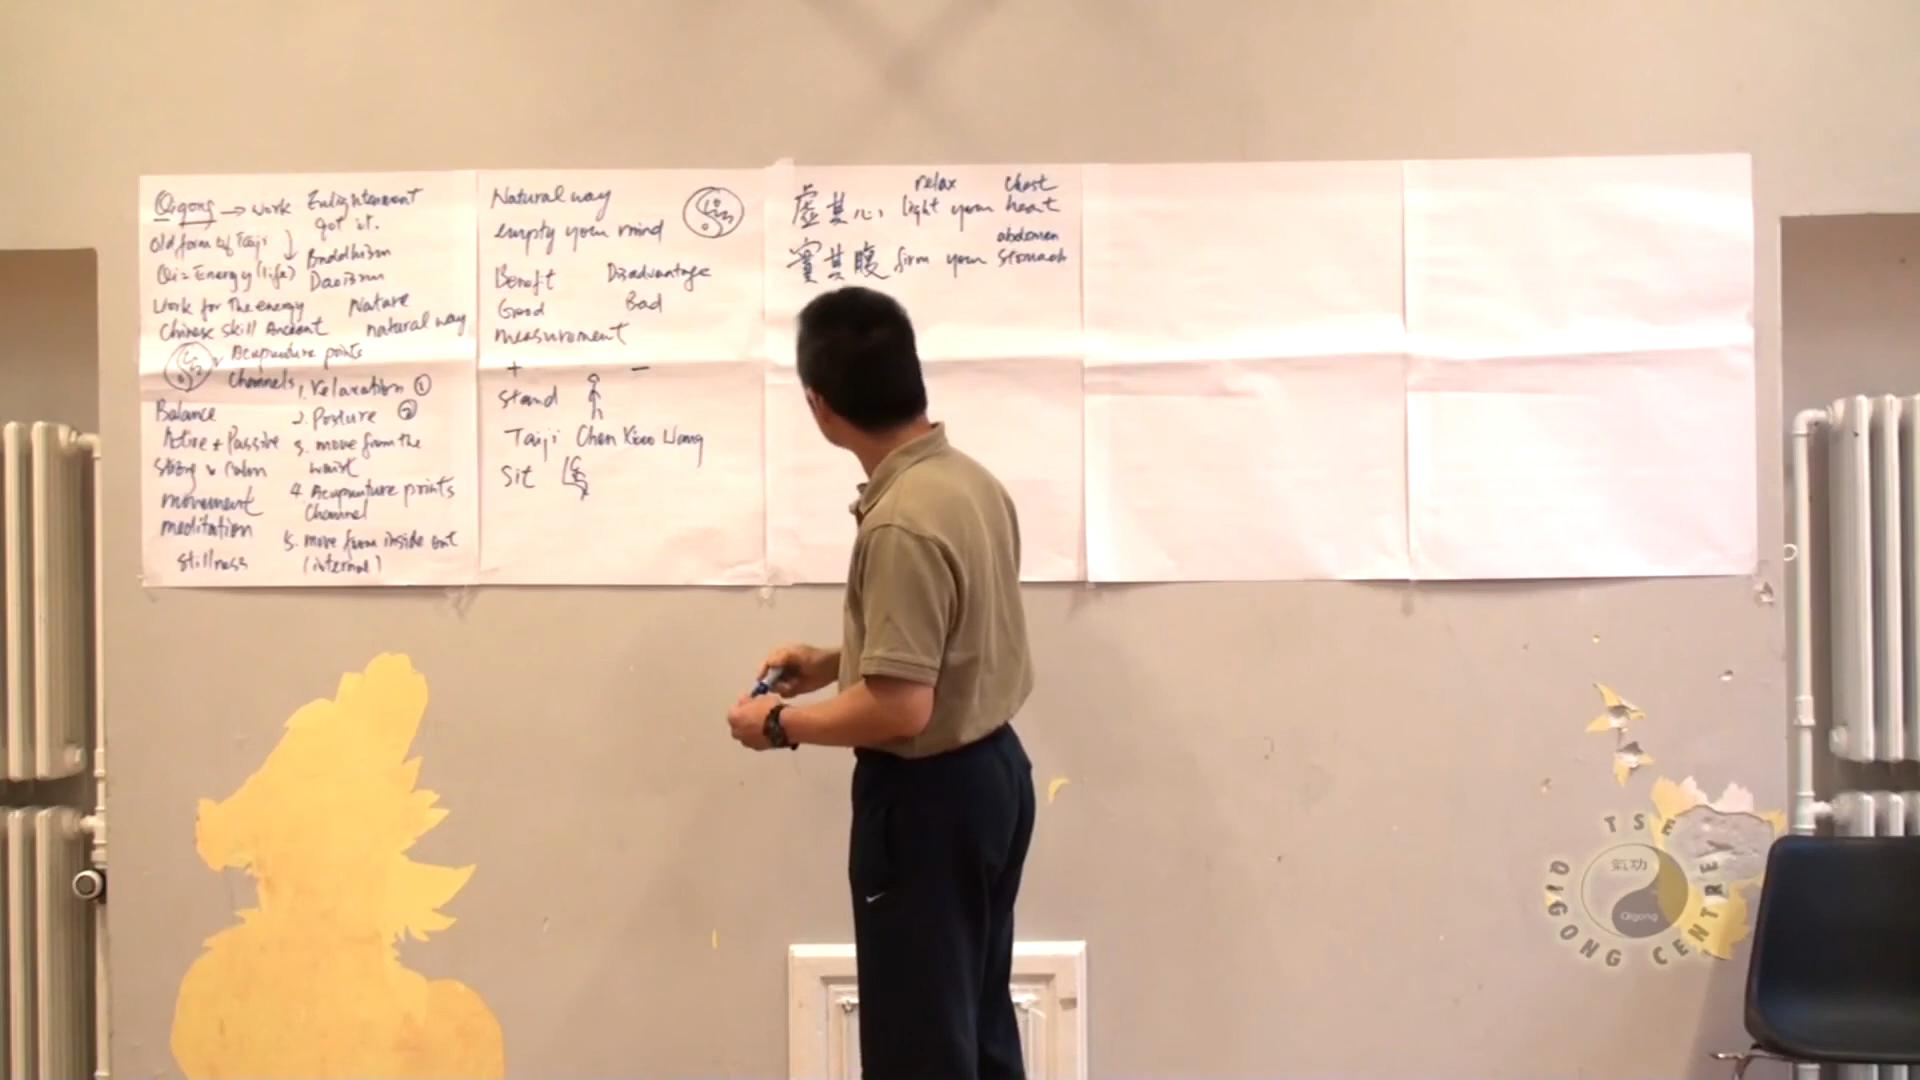 Qigong → work
Old form of Taiji
Qi = Energy (life)
Work for The energy
Chinese skill Ancient
Acupuncture points
Channels
Balance
Active + Passive
Strong + Calm
movement
meditation
stillness
Enlightenment
got it.
Buddhism
Daoism
Nature
natural way
1. relaxation ①
2. Posture ②
3. move from the
waist
4. Acupuncture points
Channel
5. move from inside out
(internal)
Natural way
empty your mind
Benefit Disadvantage
Good Bad
measurement
+ −
Stand
Taiji Chen Xiao Wang
Sit
relax chest
虛其心, light your heat
abdomen
實其腹 firm your stomach
TSE
QIGONG CENTRE
氣功
Qigong